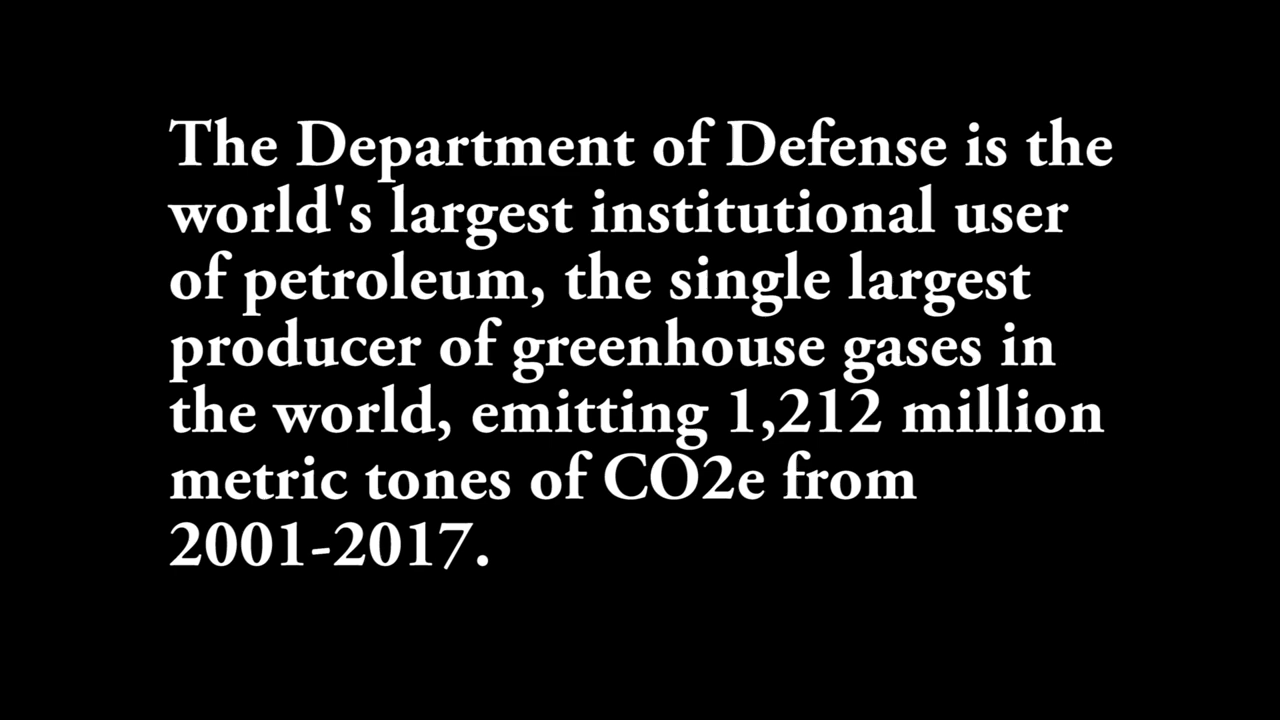 The Department of Defense is the
world's largest institutional user
of petroleum, the single largest
producer of greenhouse gases in
the world, emitting 1,212 million
metric tones of CO2e from
2001-2017.